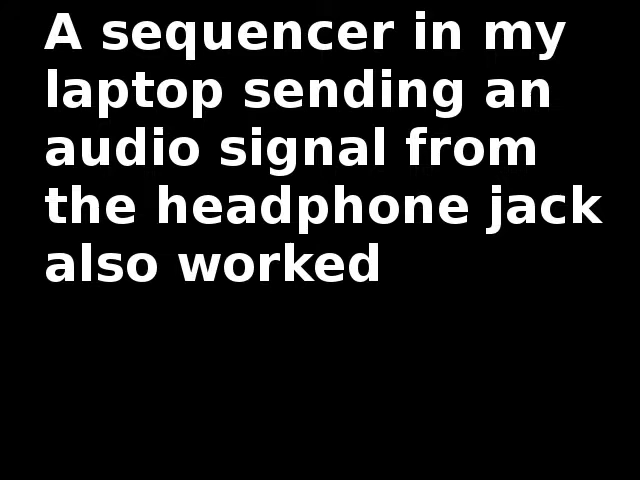 A sequencer in my
laptop sending an
audio signal from
the headphone jack
also worked